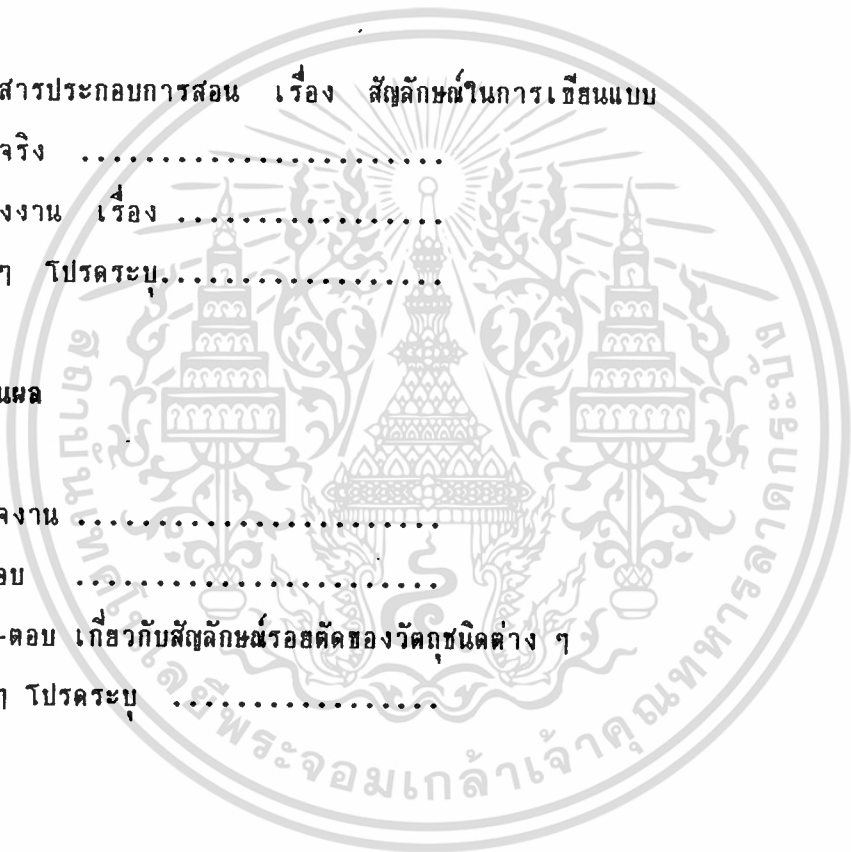 สารประกอบการสอน เรื่อง สัญลักษณ์ในการเขียนแบบ
จริง .......................
งงาน เรื่อง .................
ๆ โปรดระบุ..................
นผล
จงาน .......................
อบ .......................
-ตอบ เกี่ยวกับสัญลักษณ์รอยตัดของวัตถุชนิดต่าง ๆ
ๆ โปรดระบุ .................
สถาบันเทคโนโลยีพระจอมเกล้าเจ้าคุณทหารลาดกระบัง